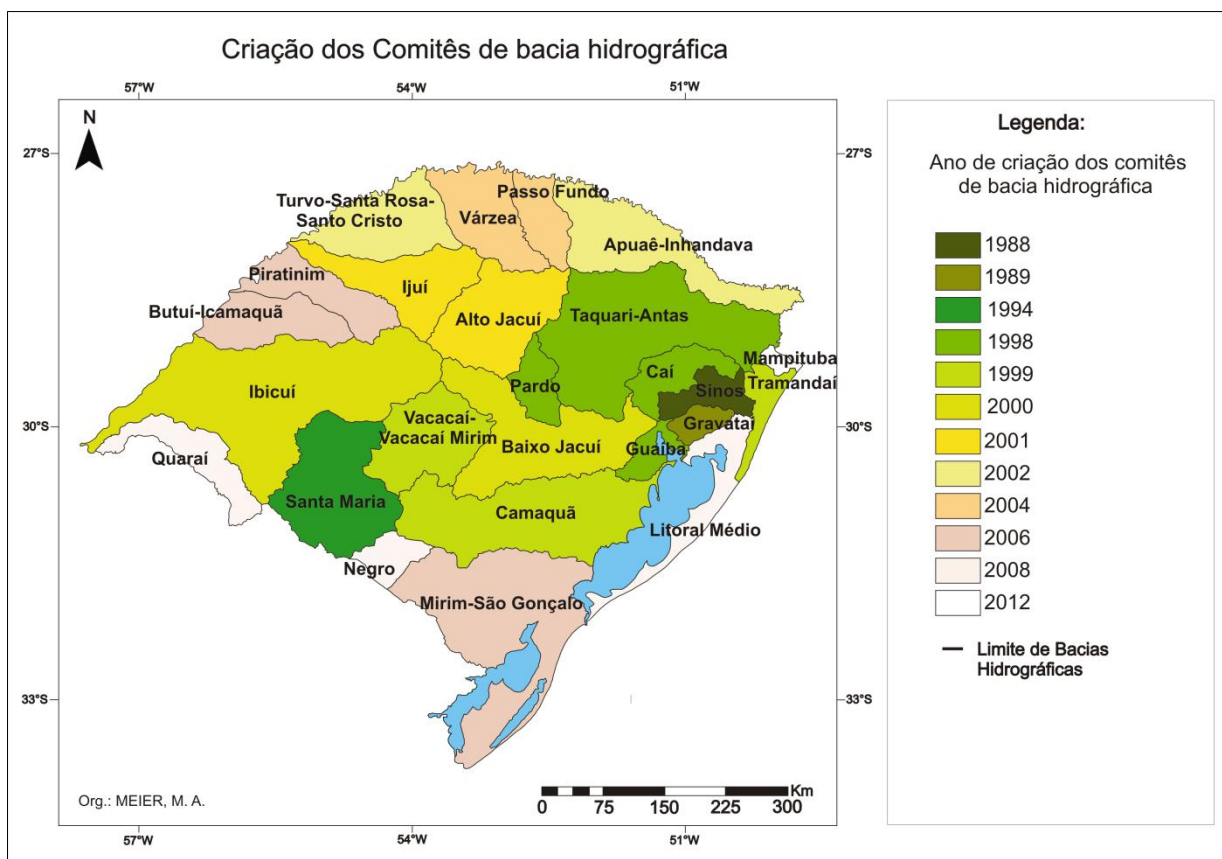 Criação dos Comitês de bacia hidrográfica
57°W
54°W
51°W
N
27°S
27°S
Turvo-Santa Rosa-
Santo Cristo
Várzea
Passo Fundo
Apuaê-Inhandava
Piratinim
Ijuí
Butuí-Icamaquã
Alto Jacuí
Taquari-Antas
Mampituba
Tramandaí
Caí
Sinos
Pardo
Ibicuí
Vacacaí-
Vacacaí Mirim
Gravataí
30°S
30°S
Baixo Jacuí
Guaíba
Quaraí
Santa Maria
Camaquã
Litoral Médio
Negro
Mirim-São Gonçalo
33°S
33°S
Org.: MEIER, M. A.
Km
0 75 150 225 300
57°W
54°W
51°W
Legenda:
Ano de criação dos comitês
de bacia hidrográfica
1988
1989
1994
1998
1999
2000
2001
2002
2004
2006
2008
2012
Limite de Bacias
Hidrográficas